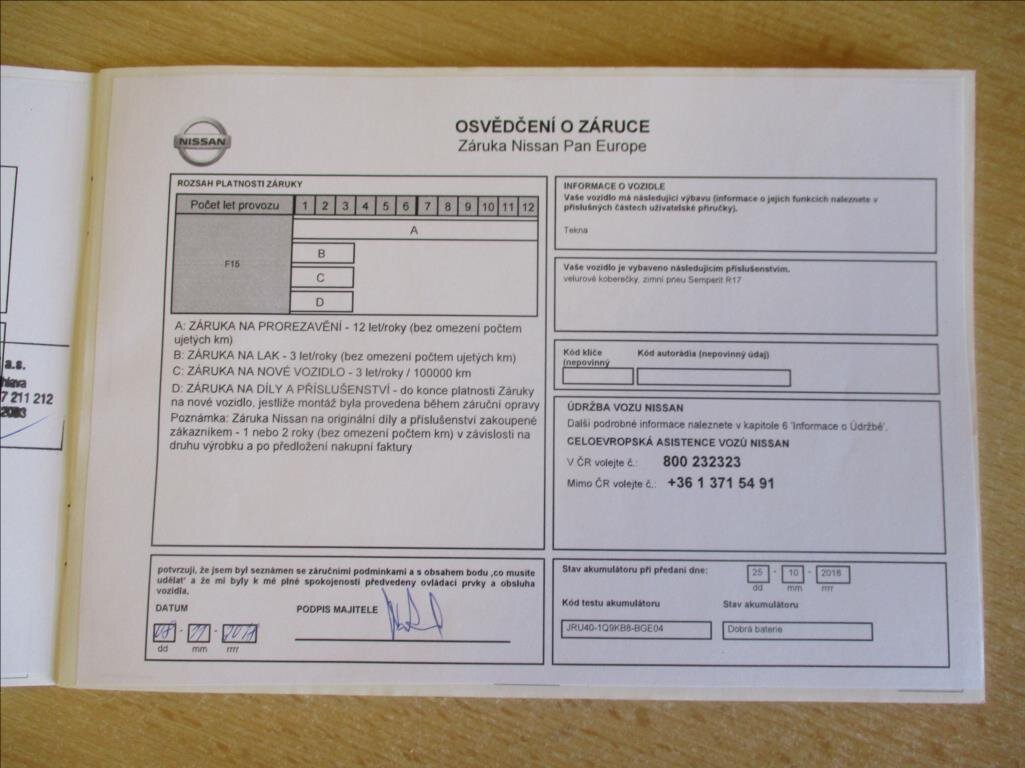 a.s.
7 211 212
NISSAN
OSVĚDČENÍ O ZÁRUCE
Záruka Nissan Pan Europe
ROZSAH PLATNOSTI ZÁRUKY
Počet let provozu 1 2 3 4 5 6 7 8 9 10 11 12
A
F15
B
C
D
A: ZÁRUKA NA PROREZAVĚNÍ - 12 let/roky (bez omezení počtem
ujetých km)
B: ZÁRUKA NA LAK - 3 let/roky (bez omezení počtem ujetých km)
C: ZÁRUKA NA NOVÉ VOZIDLO - 3 let/roky / 100000 km
D: ZÁRUKA NA DÍLY A PŘÍSLUŠENSTVÍ - do konce platnosti Záruky
na nové vozidlo, jestliže montáž byla provedena během záruční opravy
Poznámka: Záruka Nissan na originální díly a příslušenství zakoupené
zákazníkem - 1 nebo 2 roky (bez omezení počtem km) v závislosti na
druhu výrobku a po předložení nakupní faktury
potvrzuji, že jsem byl seznámen se záručními podmínkami a s obsahem bodu ‚co musíte
udělat' a že mi byly k mé plné spokojenosti předvedeny ovládací prvky a obsluha
vozidla.
DATUM
PODPIS MAJITELE
dd mm rrrr
INFORMACE O VOZIDLE
Vaše vozidlo má následující výbavu (informace o jejich funkcích naleznete v
příslušných částech uživatelské příručky).
Tekna
Vaše vozidlo je vybaveno následujícím příslušenstvím.
velurové koberečky, zimní pneu Semperit R17
Kód klíče
(nepovinný
Kód autorádia (nepovinný údaj)
ÚDRŽBA VOZU NISSAN
Další podrobné informace naleznete v kapitole 6 'Informace o Údržbě'.
CELOEVROPSKÁ ASISTENCE VOZŮ NISSAN
V ČR volejte č.: 800 232323
Mimo ČR volejte č.: +36 1 371 54 91
Stav akumulátoru při předání dne: 25 - 10 - 2018
dd mm rrrr
Kód testu akumulátoru
Stav akumulátoru
JRU40-1Q9KB8-BGE04
Dobrá baterie